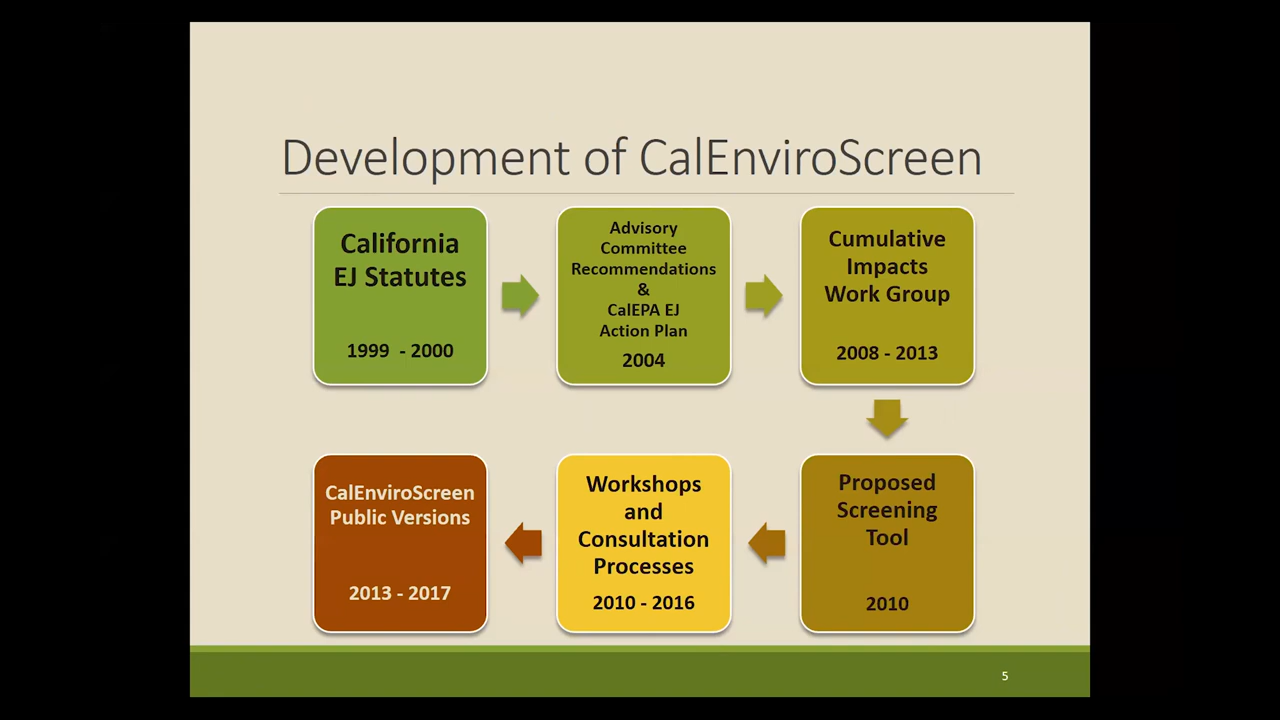 Development of CalEnviroScreen
California
EJ Statutes
1999 - 2000
Advisory
Committee
Recommendations
&
CalEPA EJ
Action Plan
2004
Cumulative
Impacts
Work Group
2008 - 2013
Proposed
Screening
Tool
2010
Workshops
and
Consultation
Processes
2010 - 2016
CalEnviroScreen
Public Versions
2013 - 2017
5